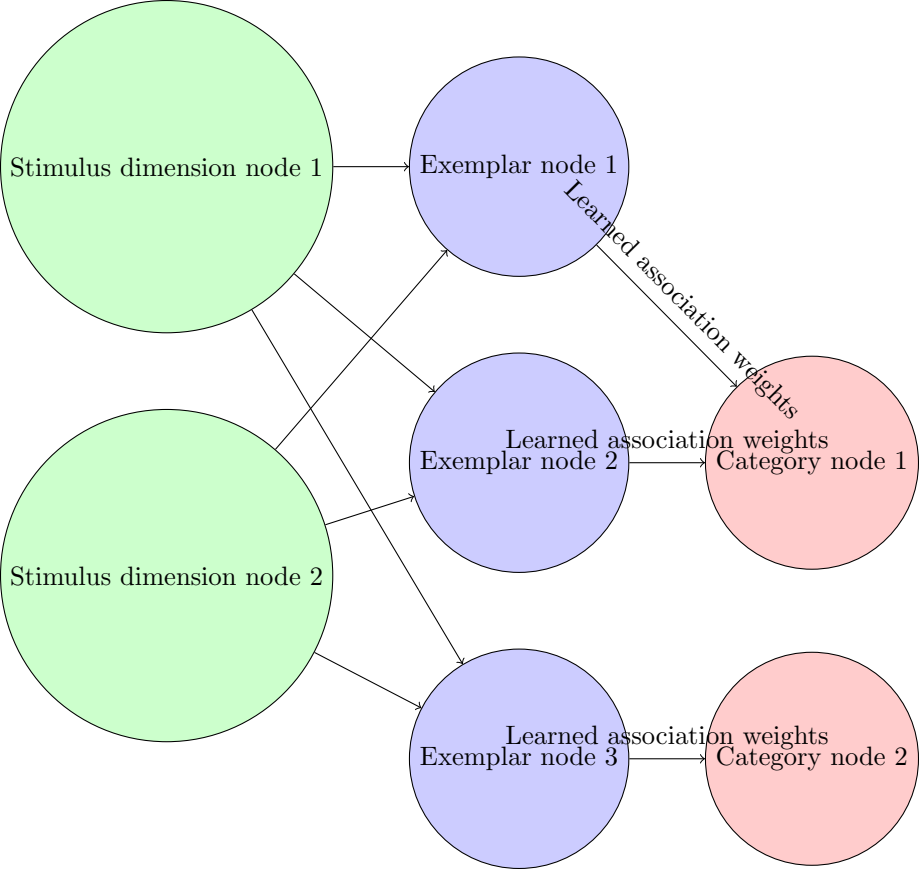 Stimulus dimension node 1
Exemplar node 1
Learned association weights
Learned association weights
Exemplar node 2
Category node 1
Stimulus dimension node 2
Learned association weights
Exemplar node 3
Category node 2